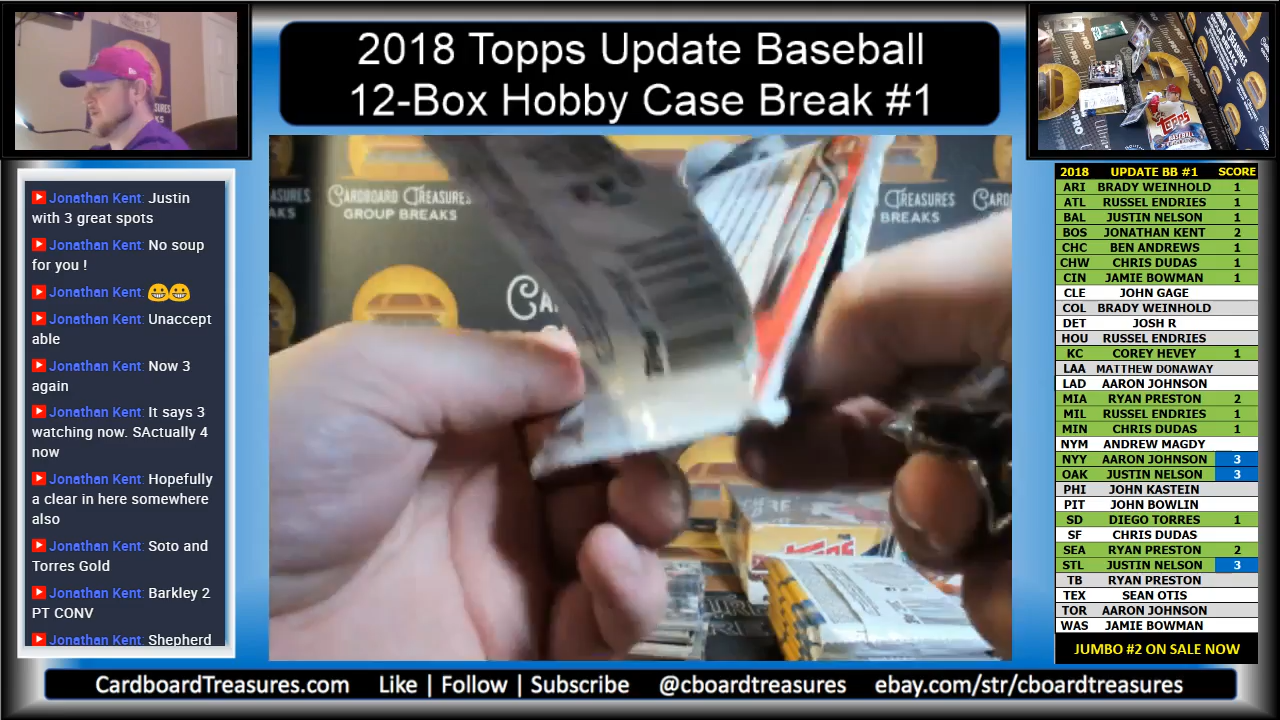 2018 Topps Update Baseball
12-Box Hobby Case Break #1
Jonathan Kent: Justin
with 3 great spots
Jonathan Kent: No soup
for you !
Jonathan Kent: 😬😬
Jonathan Kent: Unaccept
able
Jonathan Kent: Now 3
again
Jonathan Kent: It says 3
watching now. SActually 4
now
Jonathan Kent: Hopefully
a clear in here somewhere
also
Jonathan Kent: Soto and
Torres Gold
Jonathan Kent: Barkley 2
PT CONV
Jonathan Kent: Shepherd
CARDBOARD TREASURES
GROUP BREAKS
TREASURES
BREAKS
TOPPS
BASEBALL
2018 UPDATE BB #1 SCORE
ARI BRADY WEINHOLD 1
ATL RUSSEL ENDRIES 1
BAL JUSTIN NELSON 1
BOS JONATHAN KENT 2
CHC BEN ANDREWS 1
CHW CHRIS DUDAS 1
CIN JAMIE BOWMAN 1
CLE JOHN GAGE
COL BRADY WEINHOLD
DET JOSH R
HOU RUSSEL ENDRIES
KC COREY HEVEY 1
LAA MATTHEW DONAWAY
LAD AARON JOHNSON
MIA RYAN PRESTON 2
MIL RUSSEL ENDRIES 1
MIN CHRIS DUDAS 1
NYM ANDREW MAGDY
NYY AARON JOHNSON 3
OAK JUSTIN NELSON 3
PHI JOHN KASTEIN
PIT JOHN BOWLIN
SD DIEGO TORRES 1
SF CHRIS DUDAS
SEA RYAN PRESTON 2
STL JUSTIN NELSON 3
TB RYAN PRESTON
TEX SEAN OTIS
TOR AARON JOHNSON
WAS JAMIE BOWMAN
JUMBO #2 ON SALE NOW
CardboardTreasures.com Like | Follow | Subscribe @cboardtreasures ebay.com/str/cboardtreasures